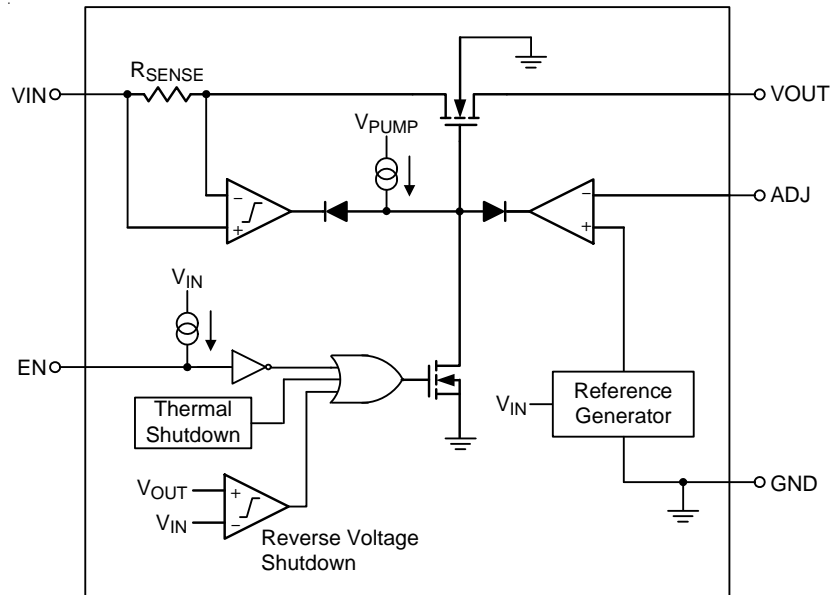 RSENSE
VIN
VOUT
VPUMP
ADJ
−
+
−
+
VIN
EN
Thermal
Shutdown
VIN
Reference
Generator
VOUT
+
VIN
−
GND
Reverse Voltage
Shutdown